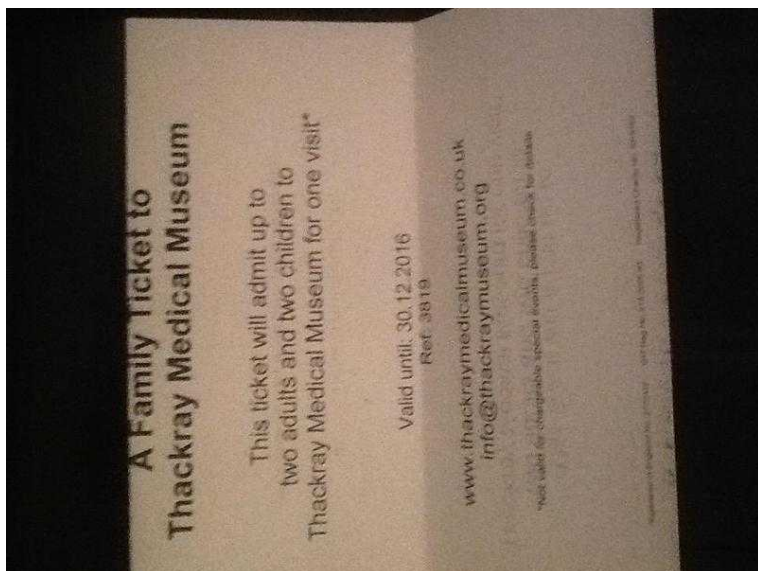 A Family Ticket to
Thackray Medical Museum
This ticket will admit up to
two adults and two children to
Thackray Medical Museum for one visit*
Valid until: 30.12.2016
Ref: 3819
www.thackraymedicalmuseum.co.uk
info@thackraymuseum.org
*Not valid for chargeable special events, please check for details